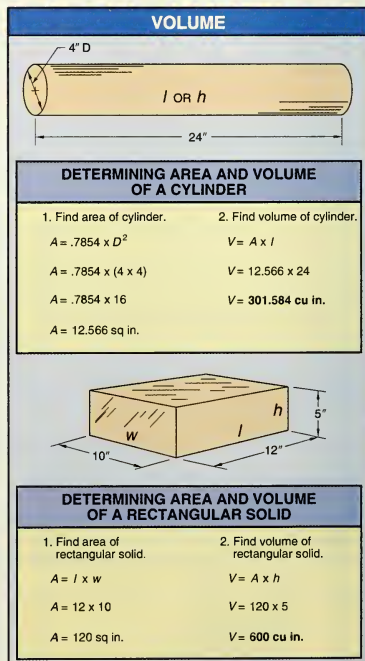 VOLUME
4" D
l OR h
24"
DETERMINING AREA AND VOLUME
OF A CYLINDER
1. Find area of cylinder.
A = .7854 x D²
A = .7854 x (4 x 4)
A = .7854 x 16
A = 12.566 sq in.
2. Find volume of cylinder.
V = A x l
V = 12.566 x 24
V = 301.584 cu in.
w
l
h
5"
10"
12"
DETERMINING AREA AND VOLUME
OF A RECTANGULAR SOLID
1. Find area of
rectangular solid.
A = l x w
A = 12 x 10
A = 120 sq in.
2. Find volume of
rectangular solid.
V = A x h
V = 120 x 5
V = 600 cu in.